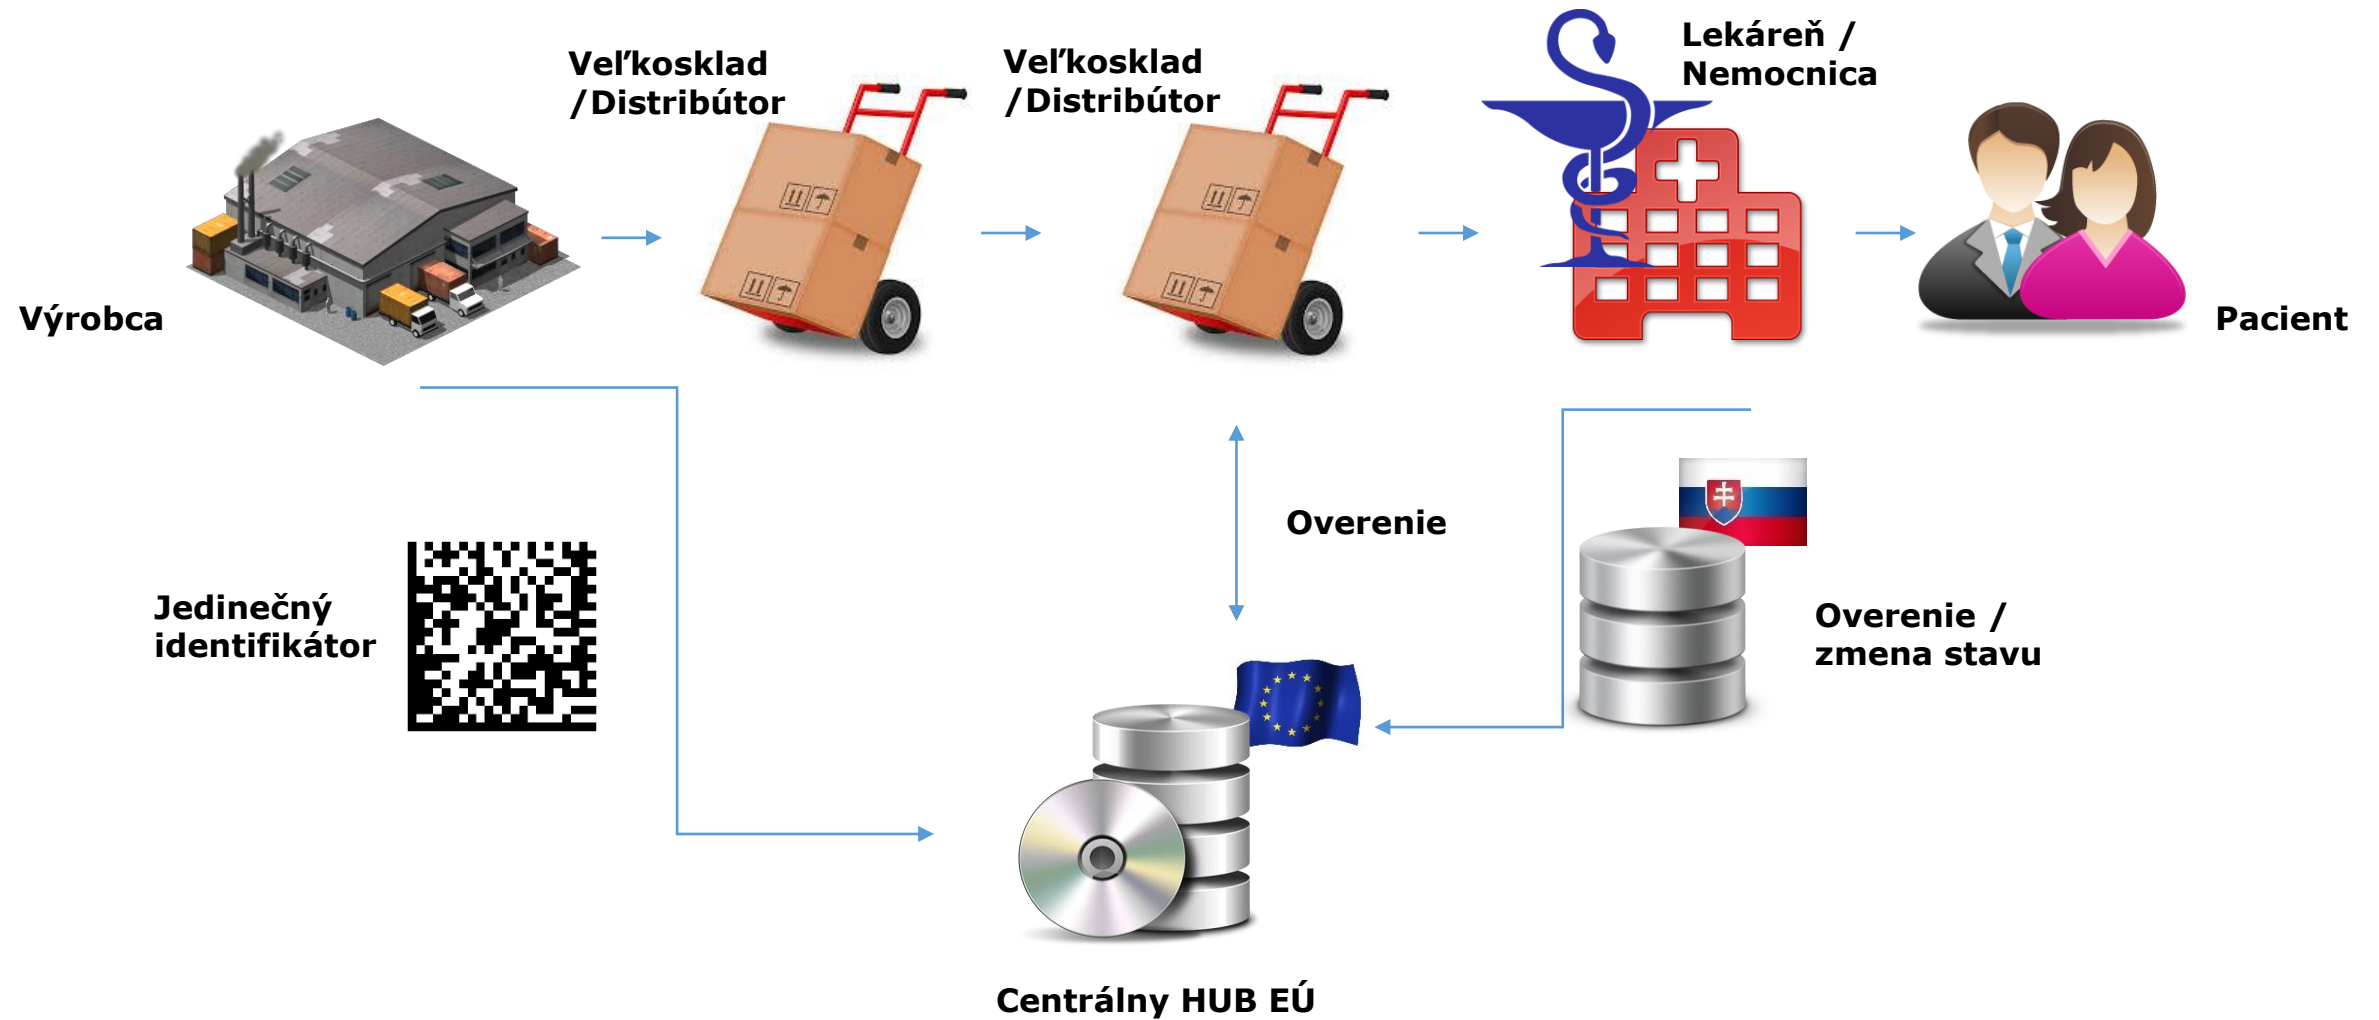 Veľkosklad
/Distribútor
Veľkosklad
/Distribútor
Lekáreň /
Nemocnica
Výrobca
Pacient
Overenie
Jedinečný
identifikátor
Overenie /
zmena stavu
Centrálny HUB EÚ